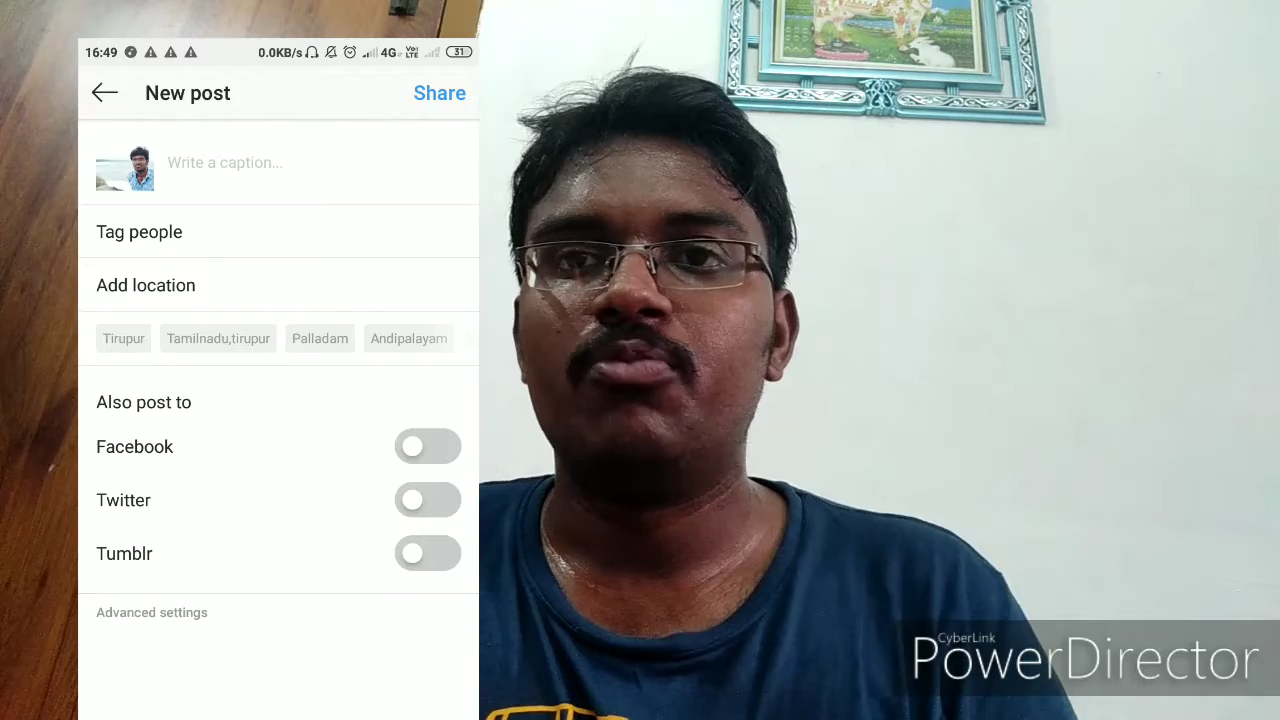 16:49 0.0KB/s 4G VoLTE 31
New post Share
Write a caption...
Tag people
Add location
Tirupur Tamilnadu,tirupur Palladam Andipalayam
Also post to
Facebook
Twitter
Tumblr
Advanced settings
CyberLink
PowerDirector